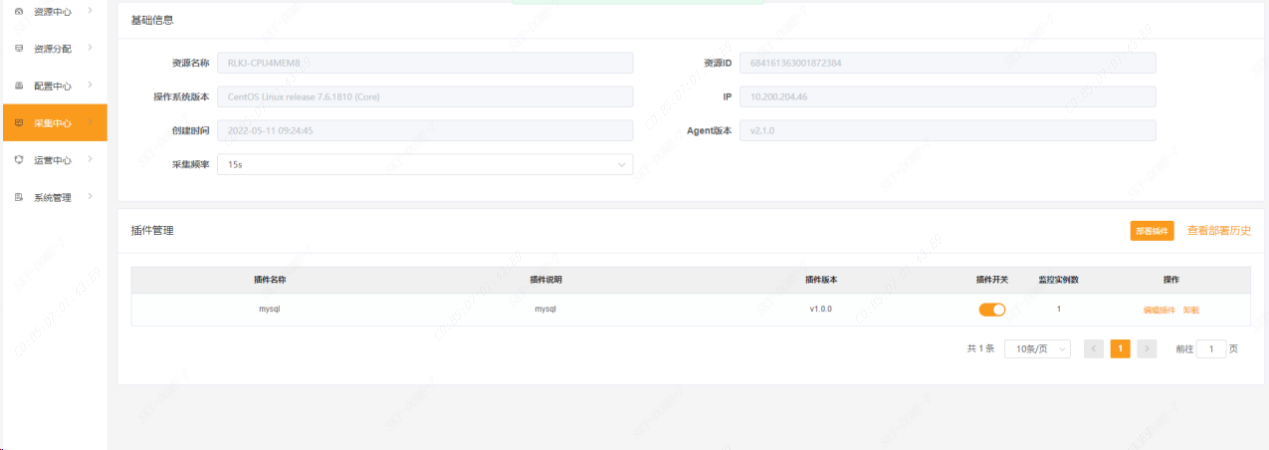 资源中心
资源分配
配置中心
采集中心
运营中心
系统管理
基础信息
资源名称 RLKJ-CPU4MEM8 资源ID 684161363001872384
操作系统版本 CentOS Linux release 7.6.1810 (Core) IP 10.200.204.46
创建时间 2022-05-11 09:24:45 Agent版本 v2.1.0
采集频率 15s
插件管理 部署插件 查看部署历史
插件名称 插件说明 插件版本 插件开关 监控实例数 操作
mysql mysql v1.0.0 1 编辑插件 卸载
共 1 条 10条/页 1 前往 1 页